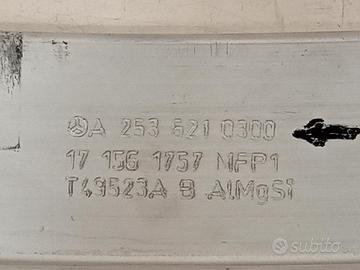 A 253 521 0300
17 156 1757 NFP1
T49523A B AlMgSi
subito